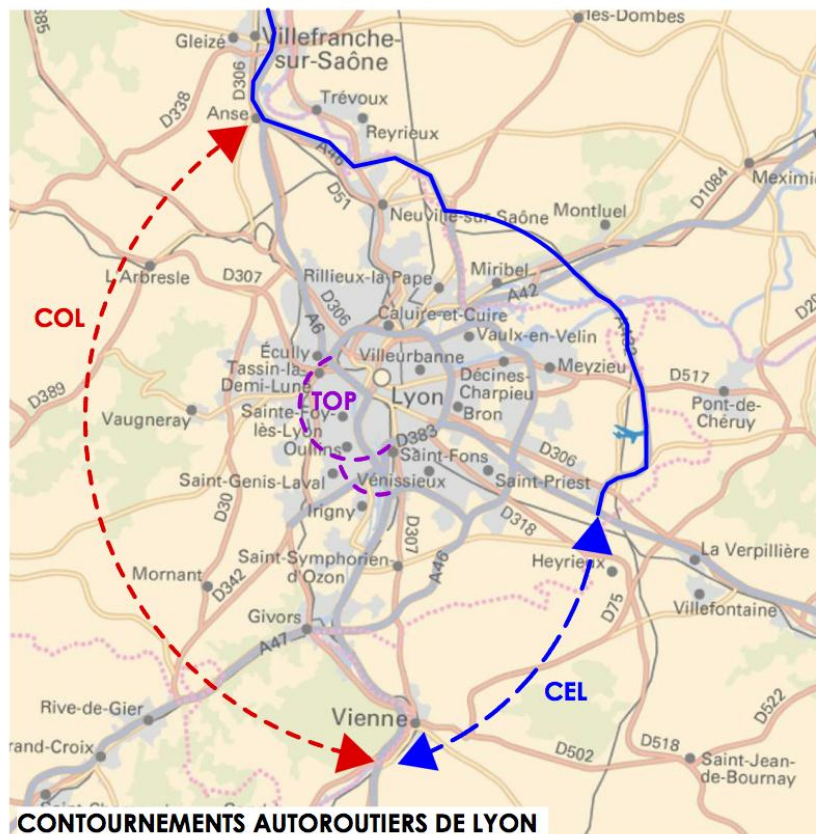 D385
les-Dombes
Gleizé
Villefranche-
sur-Saône
D306
D338
Trévoux
Anse
Reyrieux
A46
D1084
Meximie
D51
Neuville-sur-Saône
Montluel
L'Arbresle
D307
Rillieux-la-Pape
Miribel
A42
D306
COL
A6
Caluire-et-Cuire
Vaulx-en-Velin
Écully
Tassin-la-
Demi-Lune
Villeurbanne
Meyzieu
D517
D389
TOP
Lyon
Décines-
Charpieu
Pont-de-
Chéruy
Vaugneray
Sainte-Foy-
lès-Lyon
Bron
Oullins
D383
D306
Saint-Fons
Saint-Genis-Laval
Vénissieux
Saint-Priest
D30
Irigny
D318
D307
La Verpillière
Saint-Symphorien-
d'Ozon
A46
Heyrieux
Mornant
D342
D75
Villefontaine
Givors
A47
CEL
Rive-de-Gier
Vienne
D522
rand-Croix
D502
D518
Saint-Jean-
de-Bournay
CONTOURNEMENTS AUTOROUTIERS DE LYON